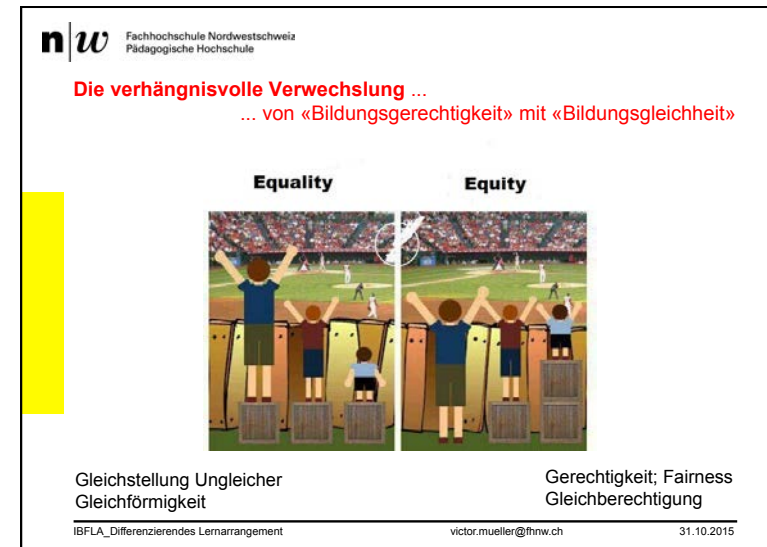 n|w Fachhochschule Nordwestschweiz
Pädagogische Hochschule
Die verhängnisvolle Verwechslung ...
... von «Bildungsgerechtigkeit» mit «Bildungsgleichheit»
Equality Equity
Gleichstellung Ungleicher
Gleichförmigkeit
Gerechtigkeit; Fairness
Gleichberechtigung
IBFLA_Differenzierendes Lernarrangement victor.mueller@fhnw.ch 31.10.2015